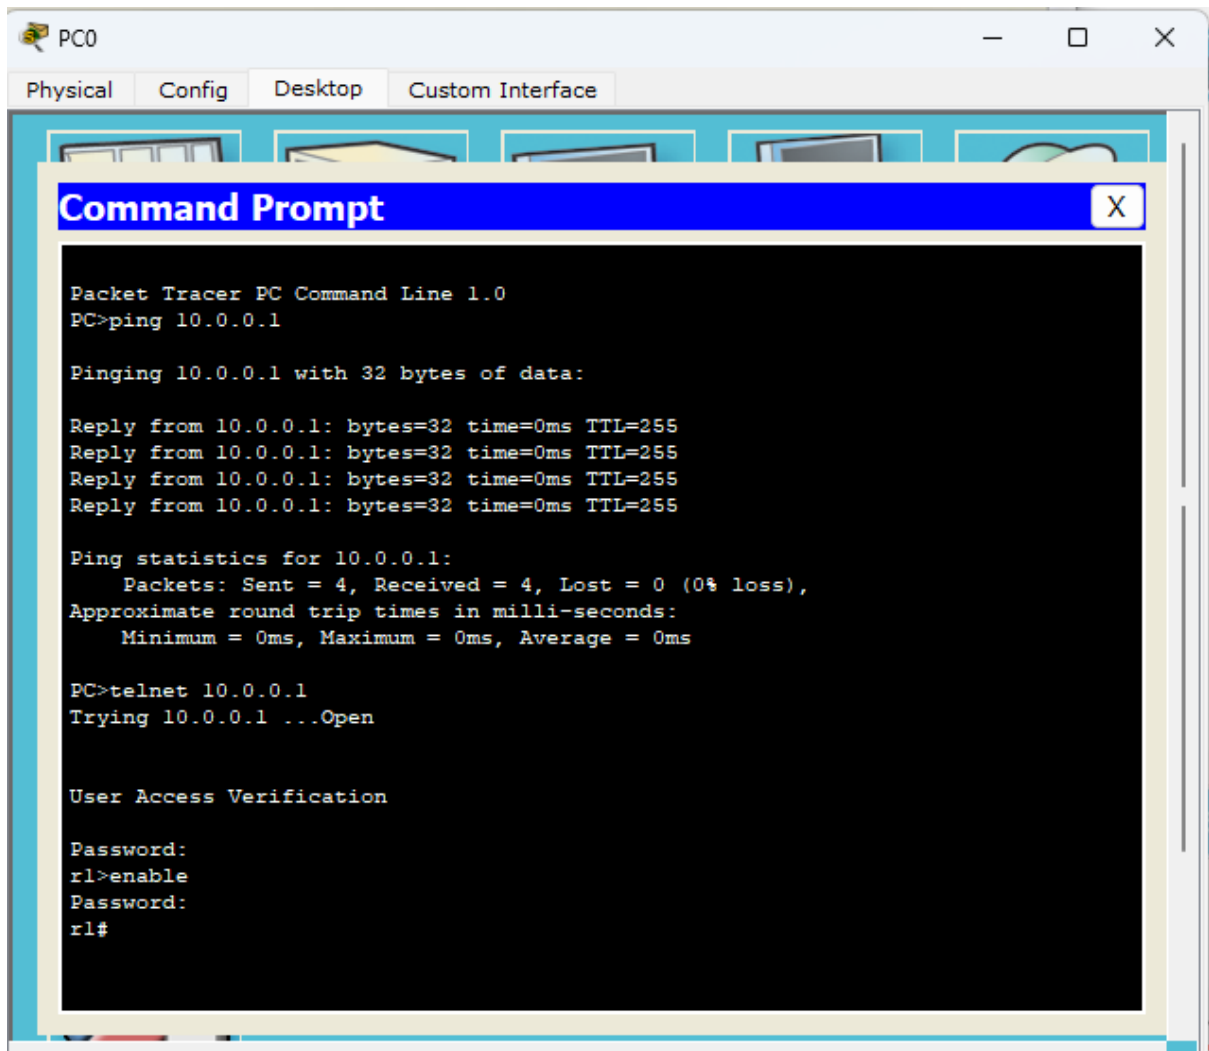 PC0
Physical Config Desktop Custom Interface
Command Prompt X
Packet Tracer PC Command Line 1.0
PC>ping 10.0.0.1
Pinging 10.0.0.1 with 32 bytes of data:
Reply from 10.0.0.1: bytes=32 time=0ms TTL=255
Reply from 10.0.0.1: bytes=32 time=0ms TTL=255
Reply from 10.0.0.1: bytes=32 time=0ms TTL=255
Reply from 10.0.0.1: bytes=32 time=0ms TTL=255
Ping statistics for 10.0.0.1:
    Packets: Sent = 4, Received = 4, Lost = 0 (0% loss),
Approximate round trip times in milli-seconds:
    Minimum = 0ms, Maximum = 0ms, Average = 0ms
PC>telnet 10.0.0.1
Trying 10.0.0.1 ...Open
User Access Verification
Password:
r1>enable
Password:
r1#